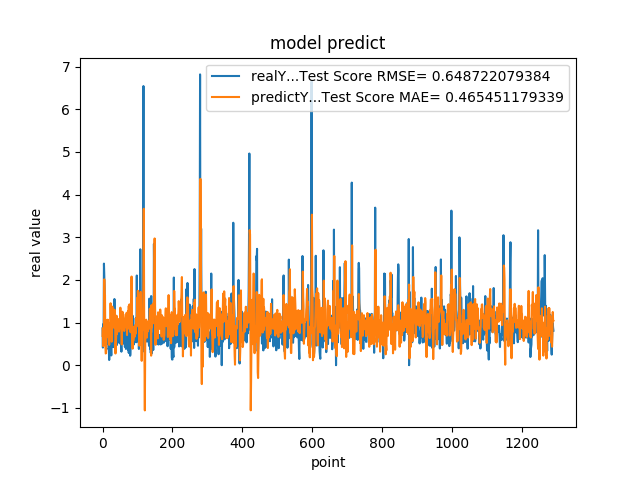 model predict
realY...Test Score RMSE= 0.648722079384
predictY...Test Score MAE= 0.465451179339
real value
7
6
5
4
3
2
1
0
−1
0 200 400 600 800 1000 1200
point